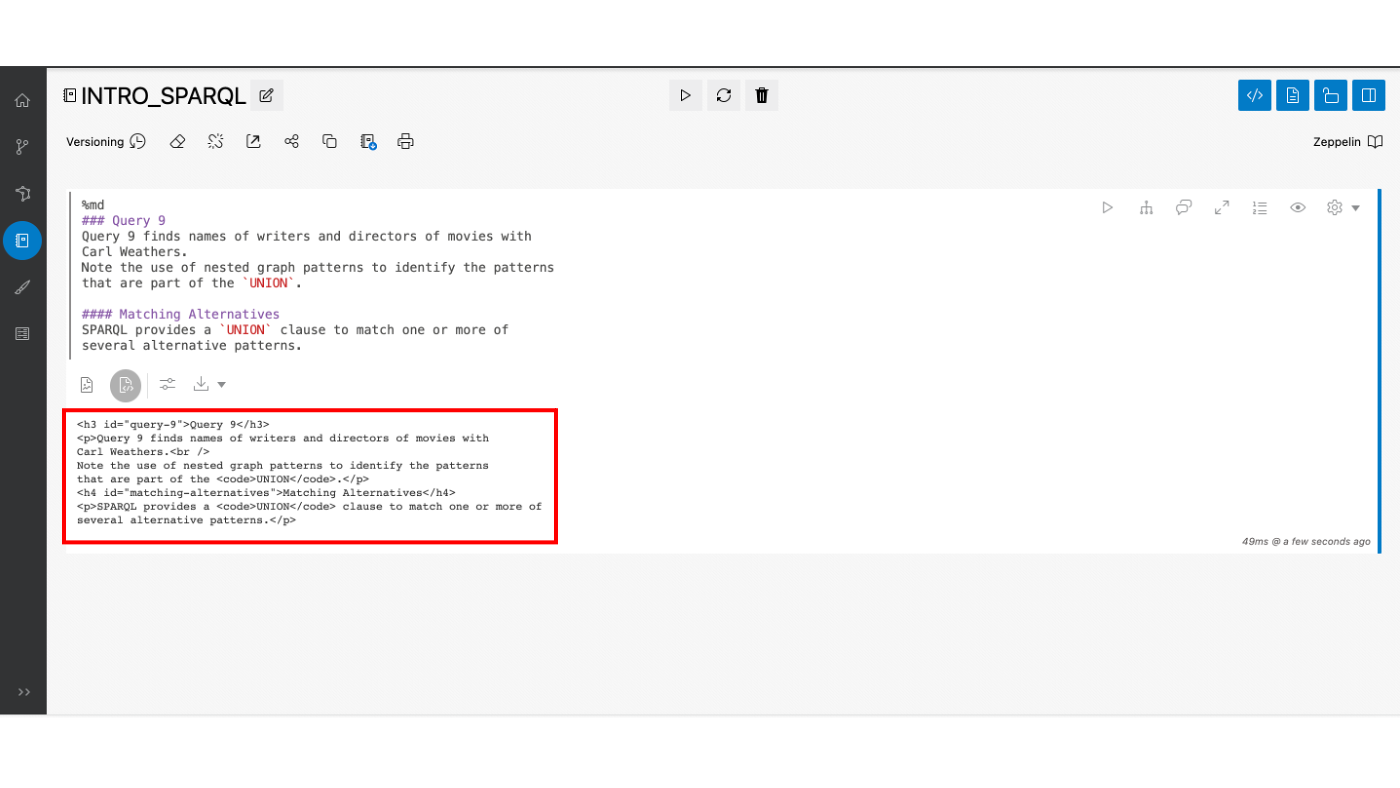 INTRO_SPARQL
Versioning
Zeppelin
%md
### Query 9
Query 9 finds names of writers and directors of movies with
Carl Weathers.
Note the use of nested graph patterns to identify the patterns
that are part of the `UNION`.
#### Matching Alternatives
SPARQL provides a `UNION` clause to match one or more of
several alternative patterns.
<h3 id="query-9">Query 9</h3>
<p>Query 9 finds names of writers and directors of movies with
Carl Weathers.<br />
Note the use of nested graph patterns to identify the patterns
that are part of the <code>UNION</code>.</p>
<h4 id="matching-alternatives">Matching Alternatives</h4>
<p>SPARQL provides a <code>UNION</code> clause to match one or more of
several alternative patterns.</p>
49ms @ a few seconds ago